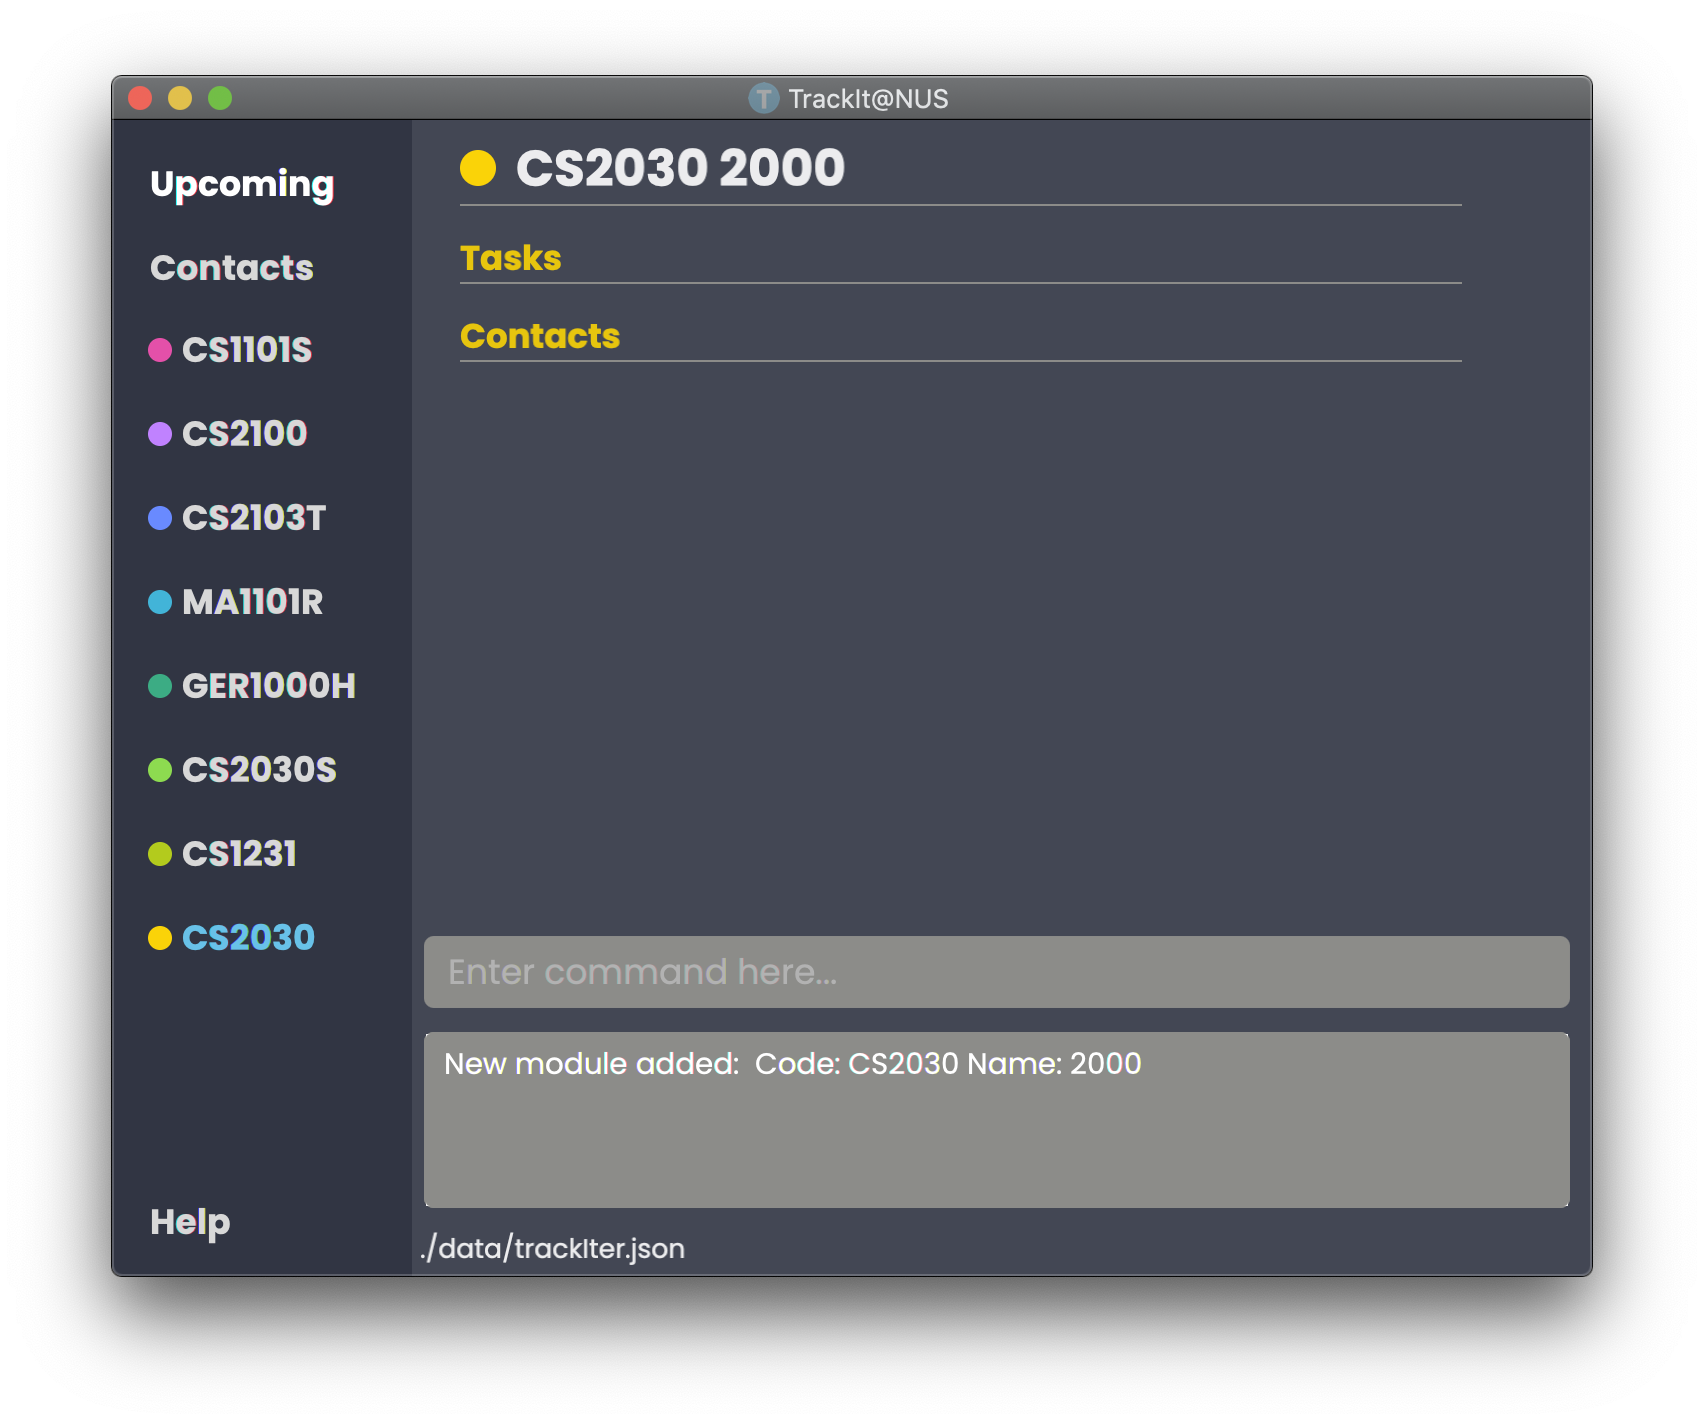 T TrackIt@NUS
Upcoming
Contacts
CS1101S
CS2100
CS2103T
MA1101R
GER1000H
CS2030S
CS1231
CS2030
Help
CS2030 2000
Tasks
Contacts
Enter command here...
New module added:  Code: CS2030 Name: 2000
./data/trackIter.json